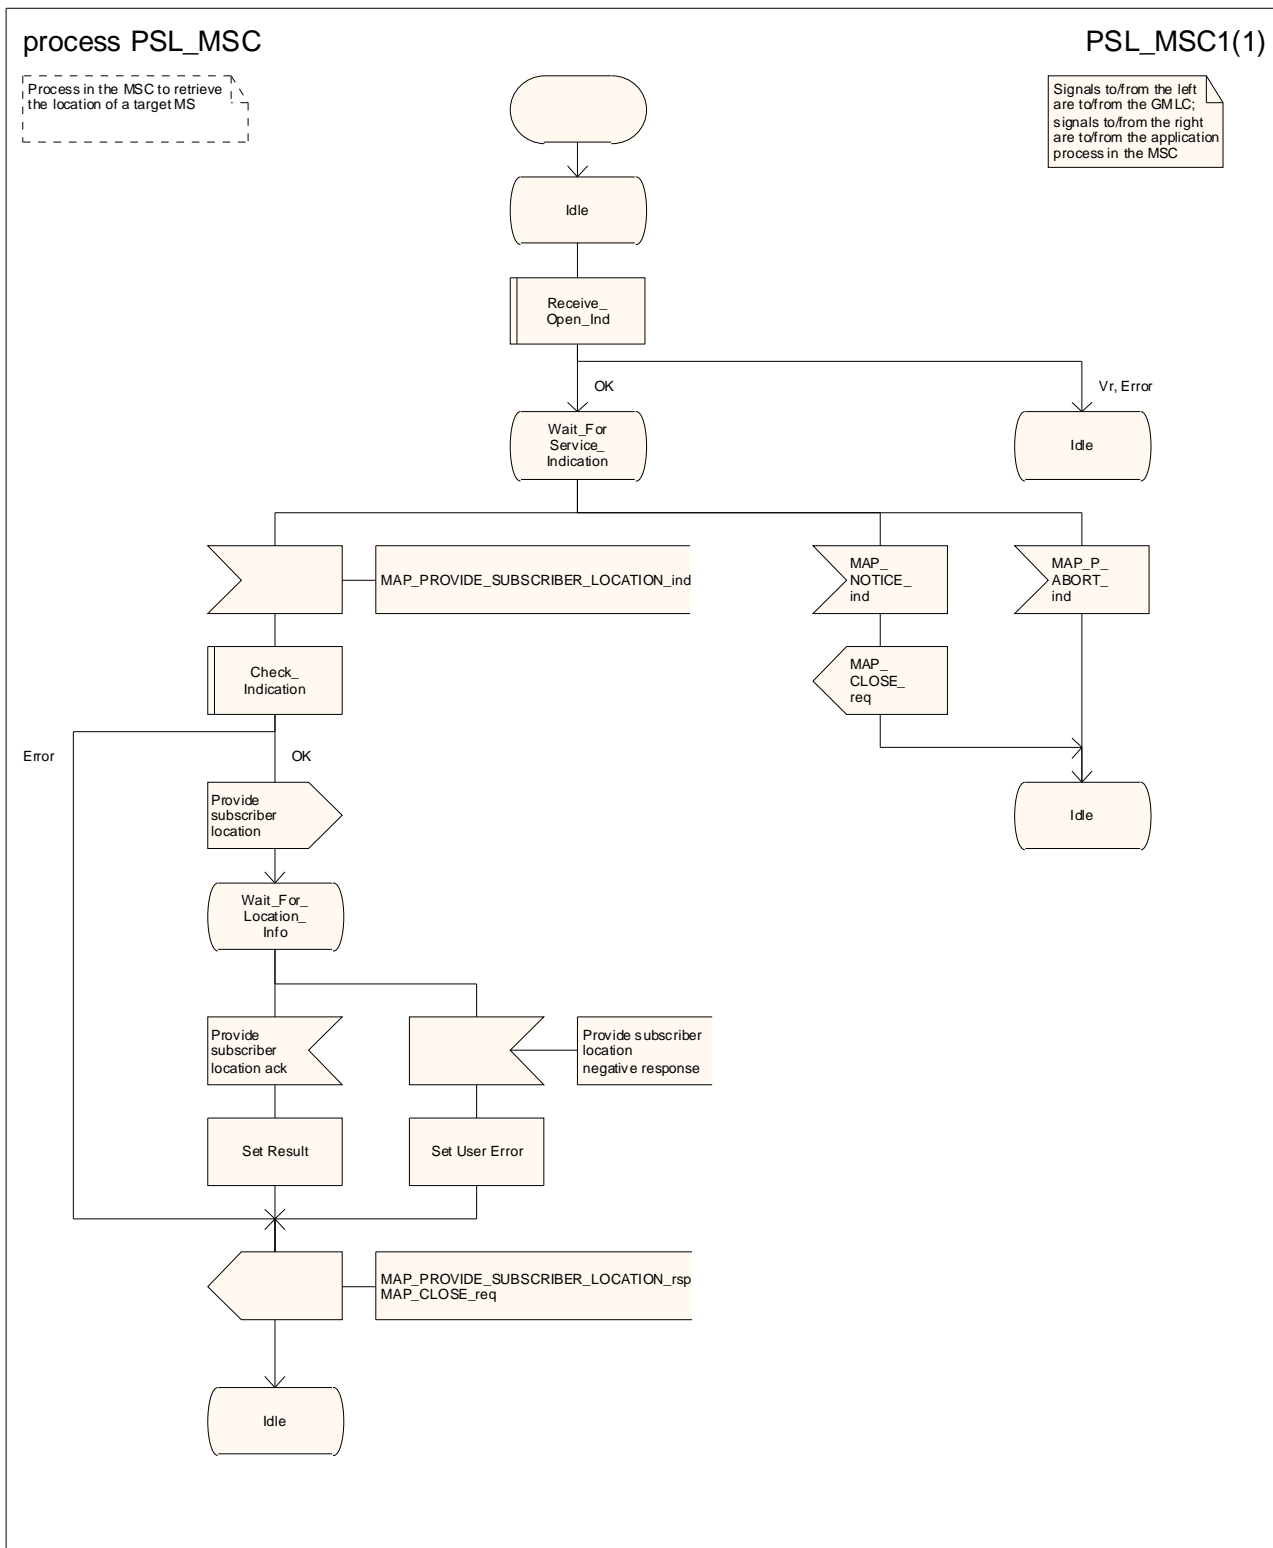 process PSL_MSC
PSL_MSC1(1)
Process in the MSC to retrieve
the location of a target MS
Signals to/from the left
are to/from the GMLC;
signals to/from the right
are to/from the application
process in the MSC
Idle
Receive_
Open_Ind
OK
Vr, Error
Wait_For
Service_
Indication
Idle
MAP_PROVIDE_SUBSCRIBER_LOCATION_ind
MAP_
NOTICE_
ind
MAP_P_
ABORT_
ind
Check_
Indication
MAP_
CLOSE_
req
Error
OK
Provide
subscriber
location
Idle
Wait_For_
Location_
Info
Provide
subscriber
location ack
Provide subscriber
location
negative response
Set Result
Set User Error
MAP_PROVIDE_SUBSCRIBER_LOCATION_rsp
MAP_CLOSE_req
Idle